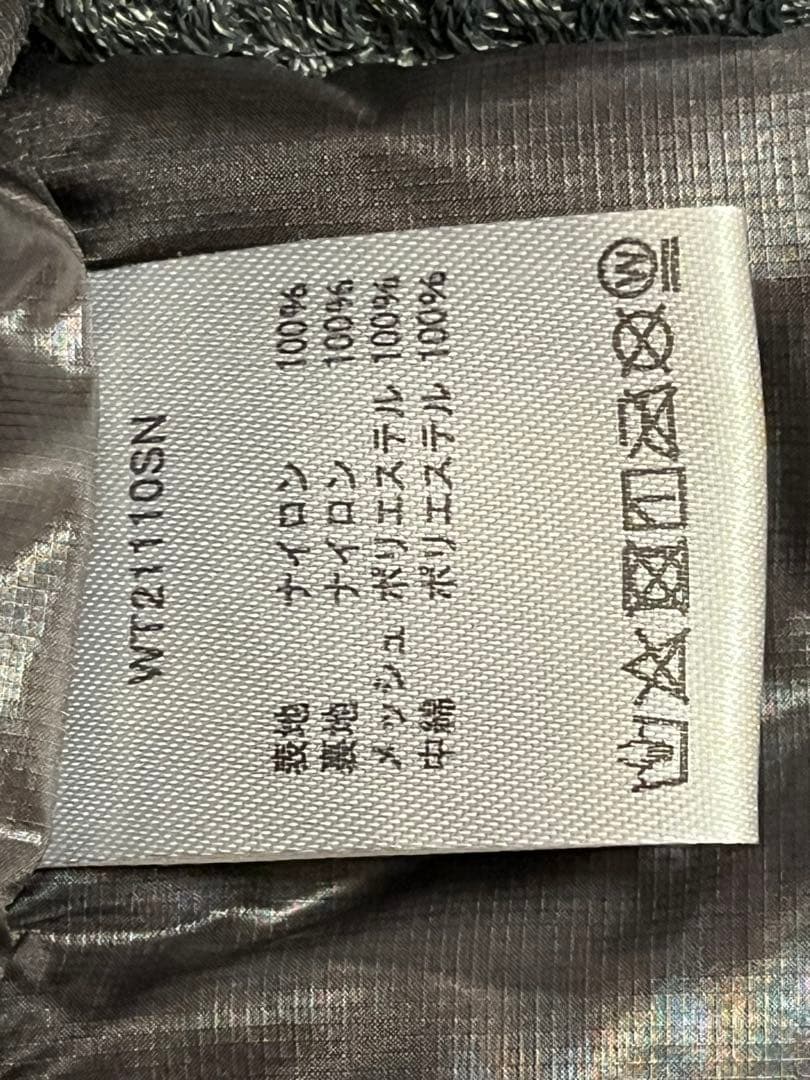 WT21110SN
表地 ナイロン 100%
裏地 ナイロン 100%
メッシュ ポリエステル 100%
中綿 ポリエステル 100%
W